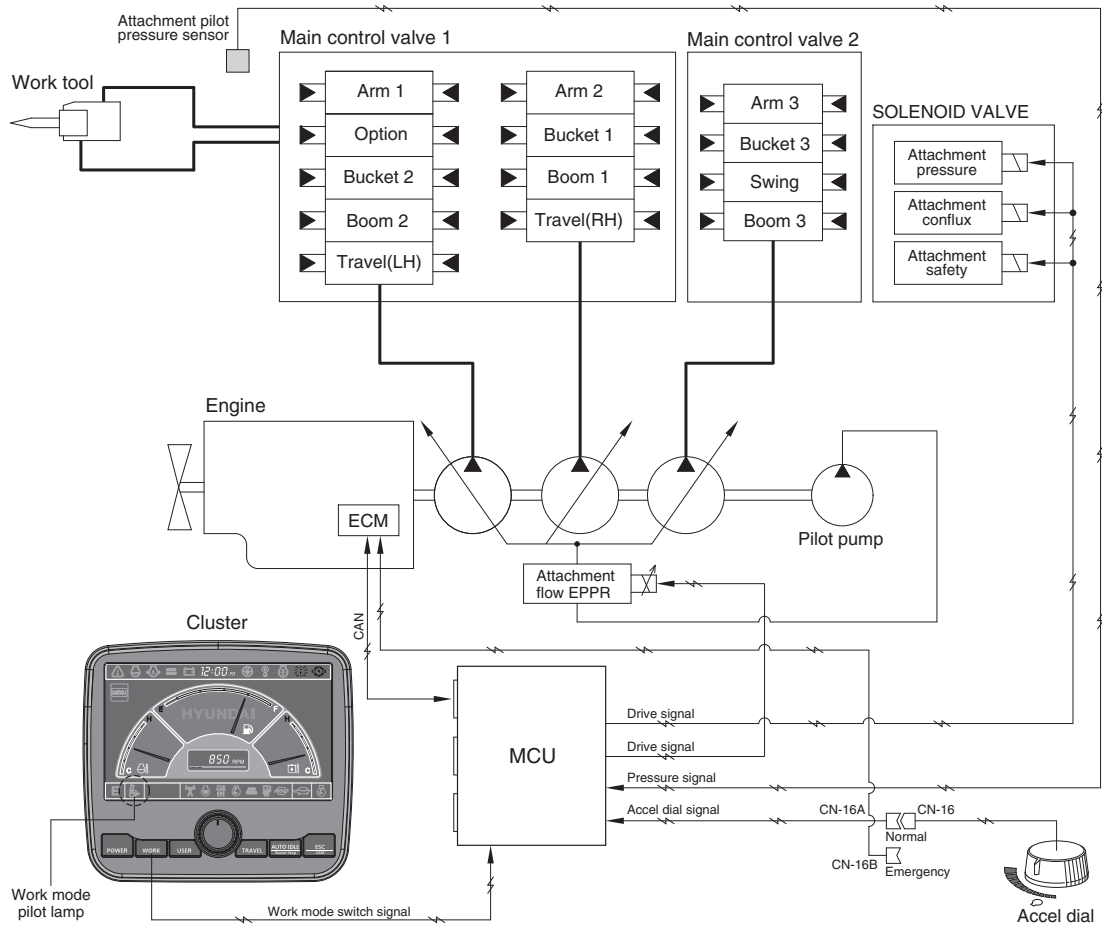 Attachment pilot
pressure sensor
Work tool
Main control valve 1
Main control valve 2
Arm 1
Option
Bucket 2
Boom 2
Travel(LH)
Arm 2
Bucket 1
Boom 1
Travel(RH)
Arm 3
Bucket 3
Swing
Boom 3
SOLENOID VALVE
Attachment
pressure
Attachment
conflux
Attachment
safety
Engine
ECM
Pilot pump
Attachment
flow EPPR
CAN
Cluster
12:00
MENU
E
F
H
H
HYUNDAI
C
C
850 RPM
E
POWER
WORK
USER
TRAVEL
AUTO IDLE
ESC
Work mode
pilot lamp
Work mode switch signal
MCU
Drive signal
Drive signal
Pressure signal
Accel dial signal
CN-16A
CN-16
Normal
CN-16B
Emergency
Accel dial